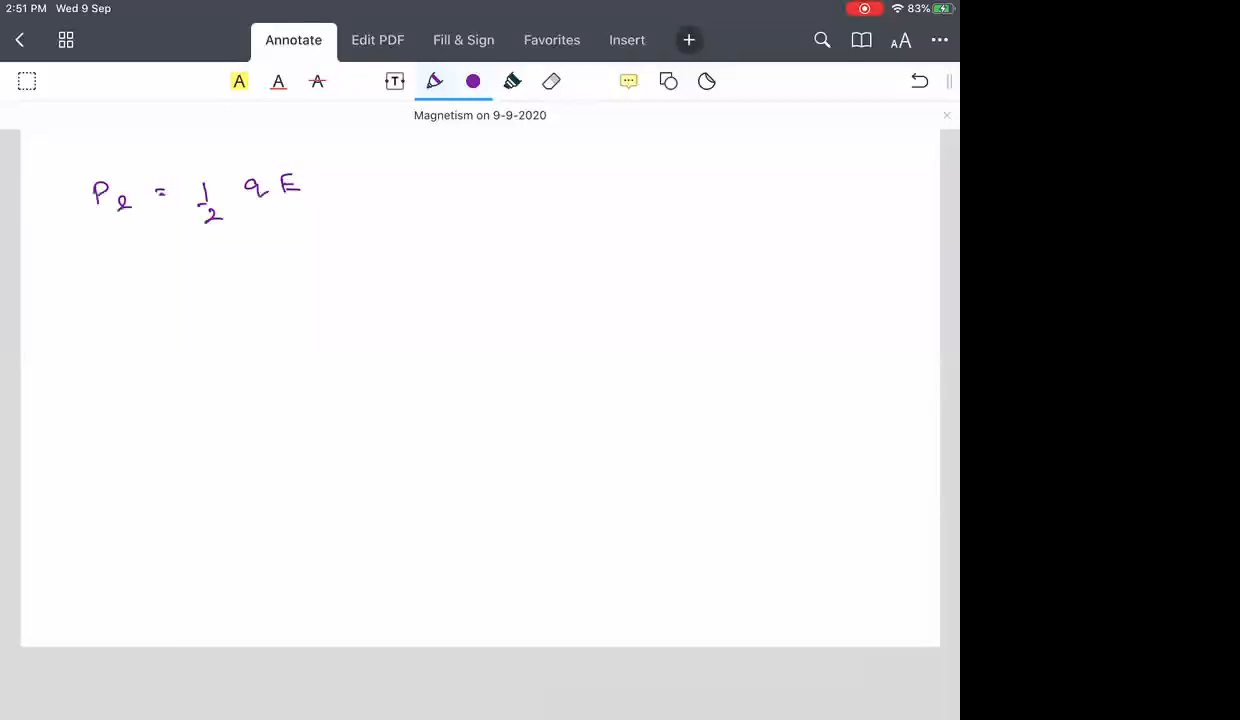 2:51 PM Wed 9 Sep 83%
Annotate Edit PDF Fill & Sign Favorites Insert
A A A T AA
Magnetism on 9-9-2020
Pe = 1/2 q E